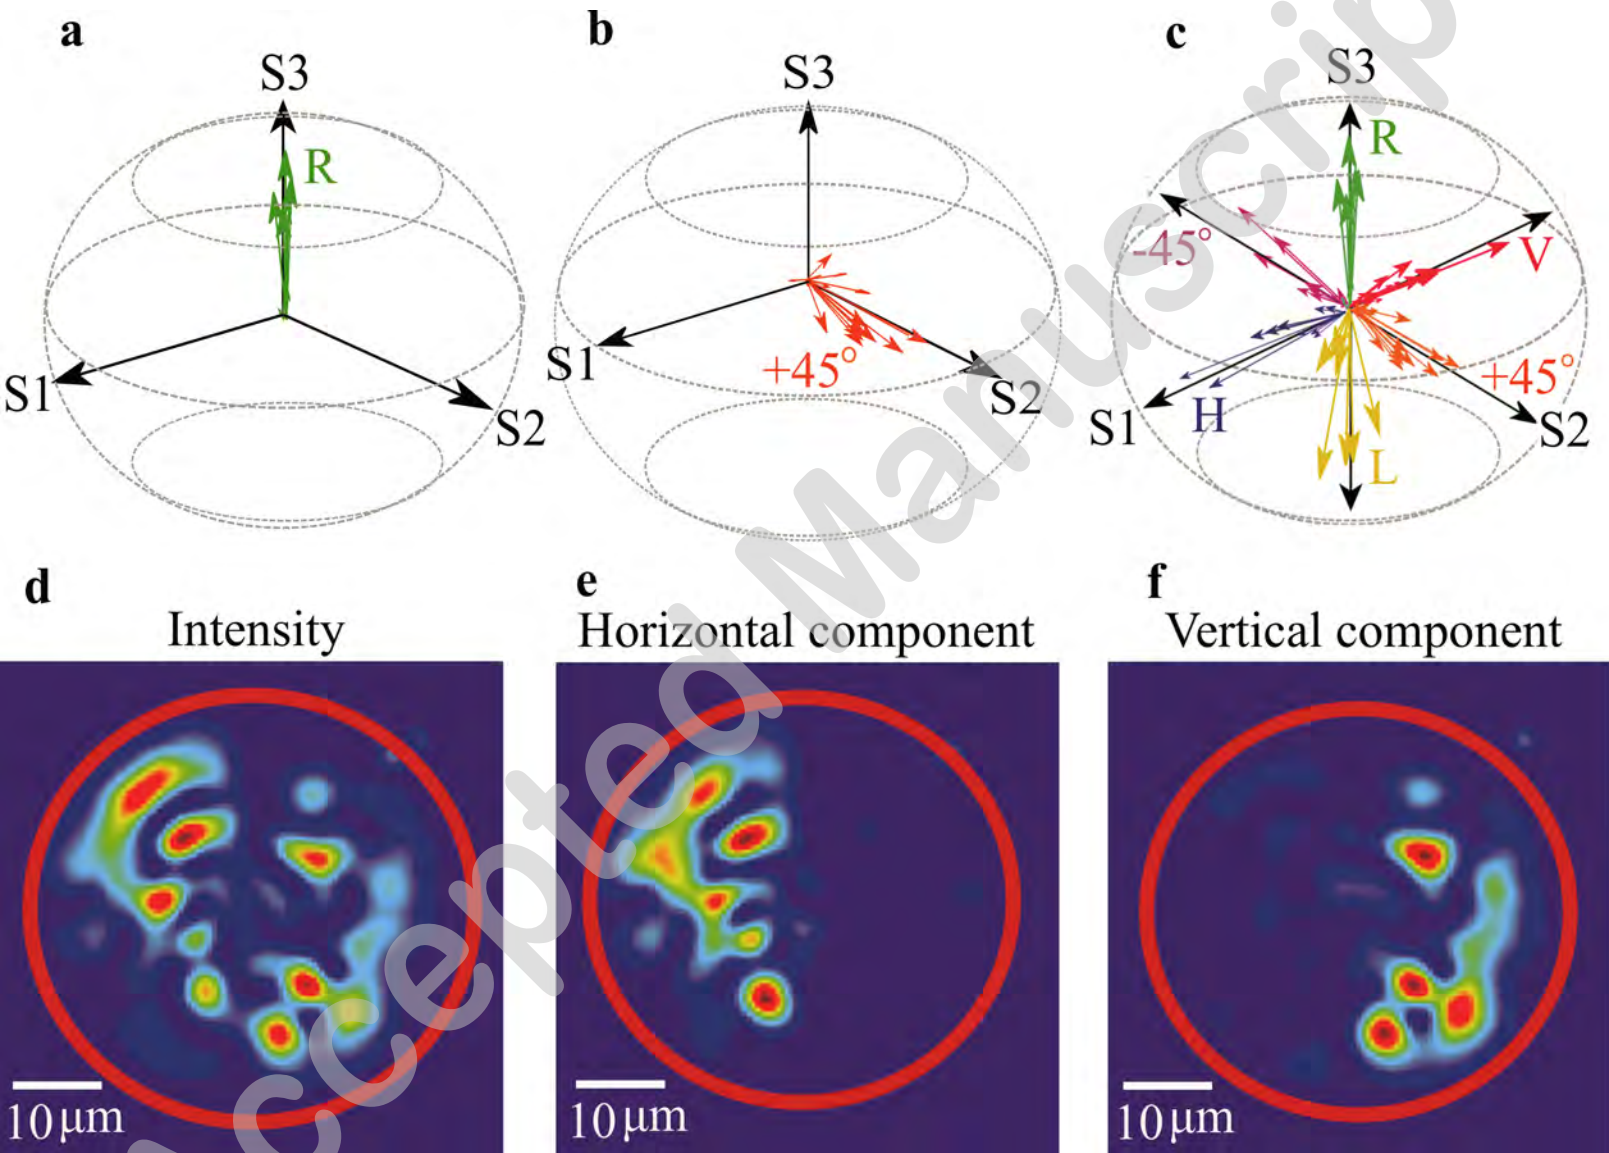 a
b
c
S3
S3
S3
R
R
-45°
V
S1
S2
S1
+45°
S2
S1
H
L
+45°
S2
d
e
f
Intensity
Horizontal component
Vertical component
10 μm
10 μm
10 μm
Accepted Manuscrip